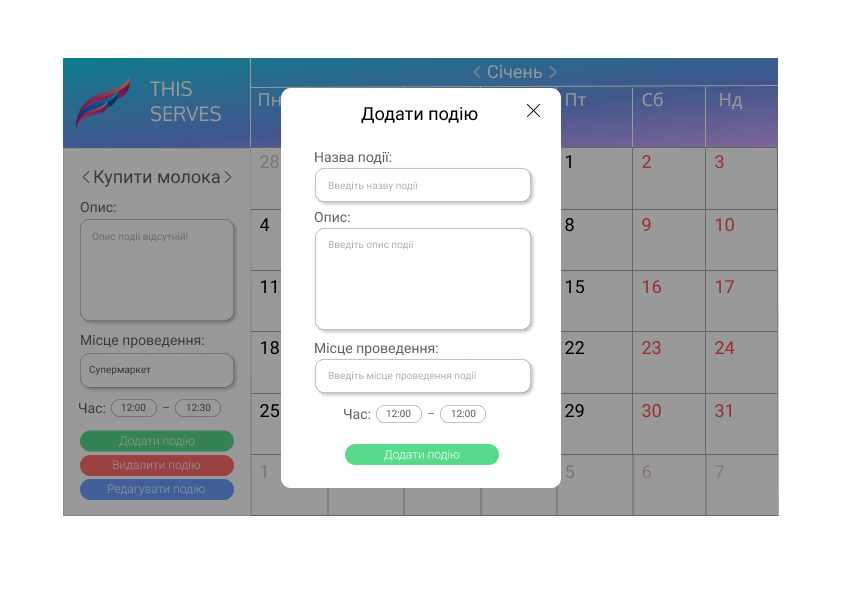 THIS
SERVES
< Січень >
Пн
Пт
Сб
Нд
<Купити молока>
Опис:
Опис події відсутній!
Місце проведення:
Супермаркет
Час: 12:00 – 12:30
Додати подію
Видалити подію
Редагувати подію
28
1
2
3
4
8
9
10
11
15
16
17
18
22
23
24
25
29
30
31
1
5
6
7
Додати подію
Назва події:
Введіть назву події
Опис:
Введіть опис події
Місце проведення:
Введіть місце проведення події
Час: 12:00 – 12:00
Додати подію